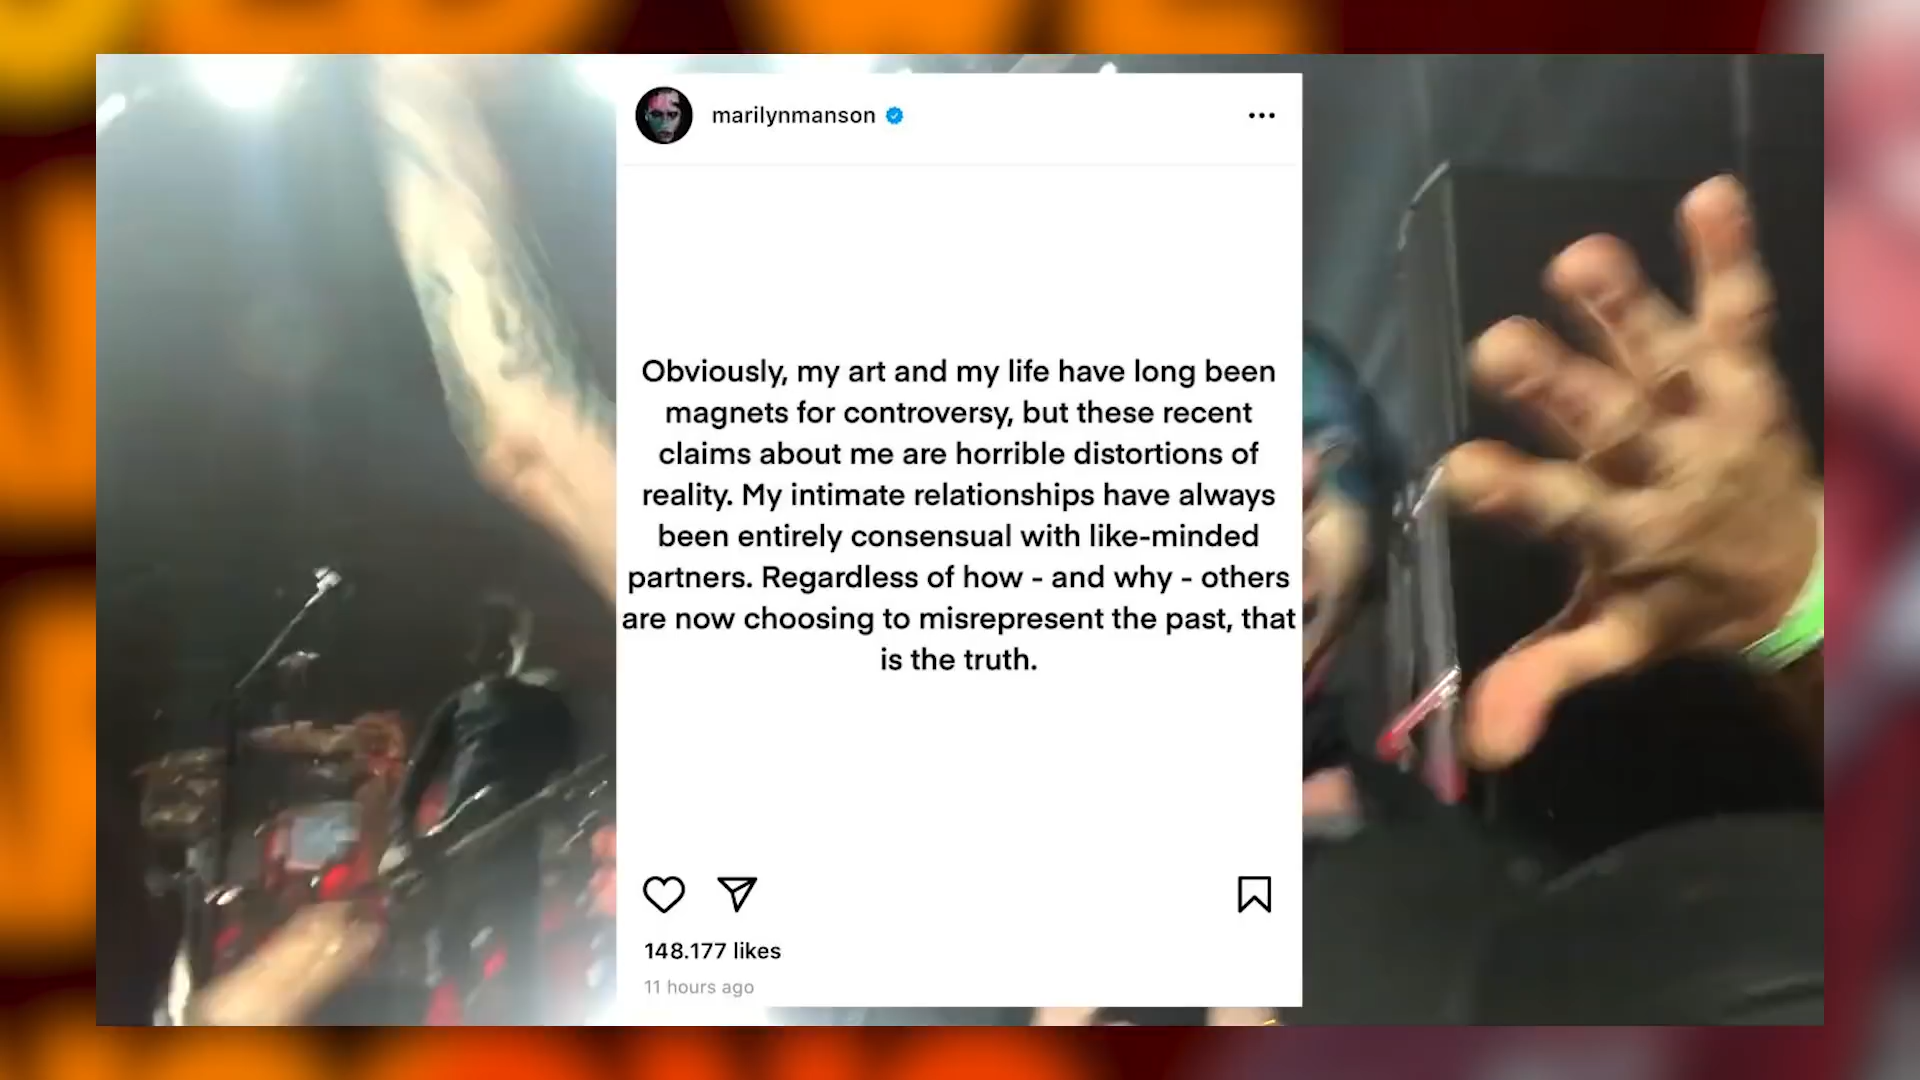 marilynmanson
Obviously, my art and my life have long been
magnets for controversy, but these recent
claims about me are horrible distortions of
reality. My intimate relationships have always
been entirely consensual with like-minded
partners. Regardless of how - and why - others
are now choosing to misrepresent the past, that
is the truth.
148.177 likes
11 hours ago